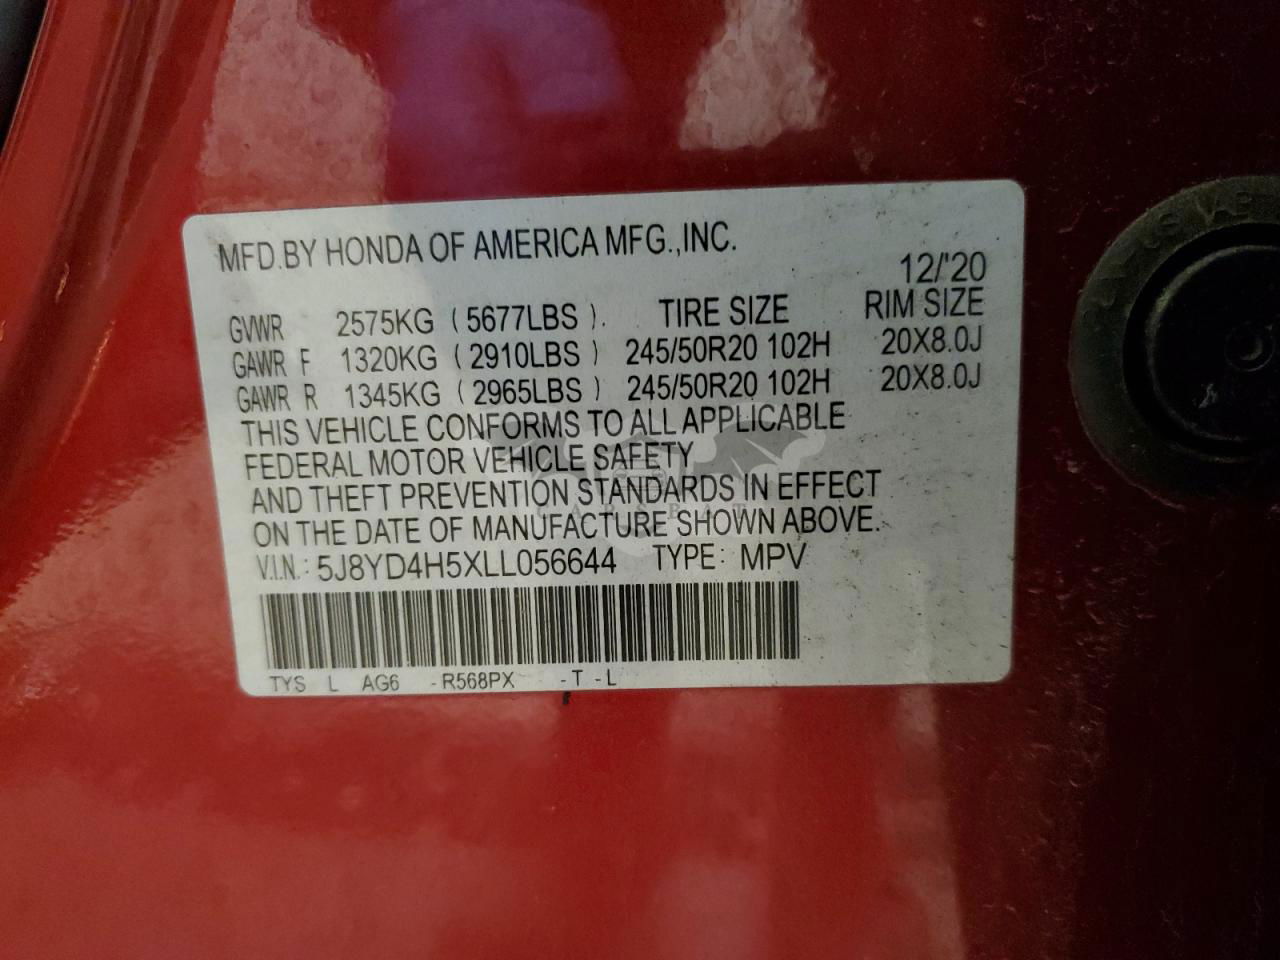 MFD.BY HONDA OF AMERICA MFG.,INC.
12/'20
GVWR 2575KG ( 5677LBS ). TIRE SIZE RIM SIZE
GAWR F 1320KG ( 2910LBS ) 245/50R20 102H 20X8.0J
GAWR R 1345KG ( 2965LBS ) 245/50R20 102H 20X8.0J
THIS VEHICLE CONFORMS TO ALL APPLICABLE
FEDERAL MOTOR VEHICLE SAFETY
AND THEFT PREVENTION STANDARDS IN EFFECT
ON THE DATE OF MANUFACTURE SHOWN ABOVE.
V.I.N.: 5J8YD4H5XLL056644 TYPE: MPV
TYS L AG6 -R568PX -T -L
CARSBAT